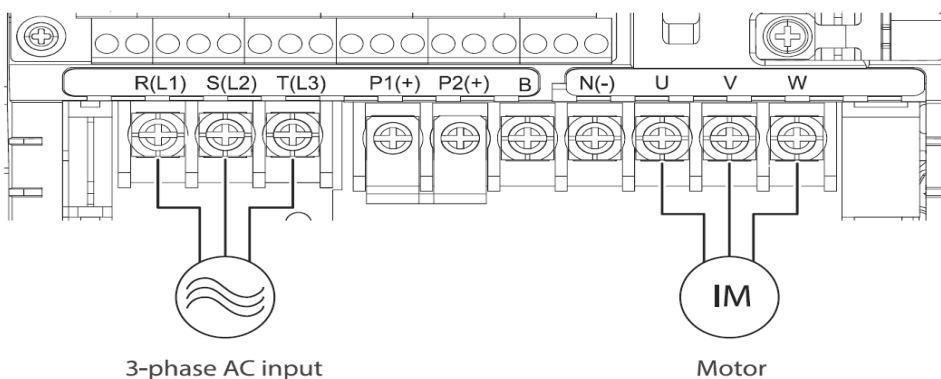 R(L1) S(L2) T(L3) P1(+) P2(+) B N(-) U V W
IM
3-phase AC input Motor